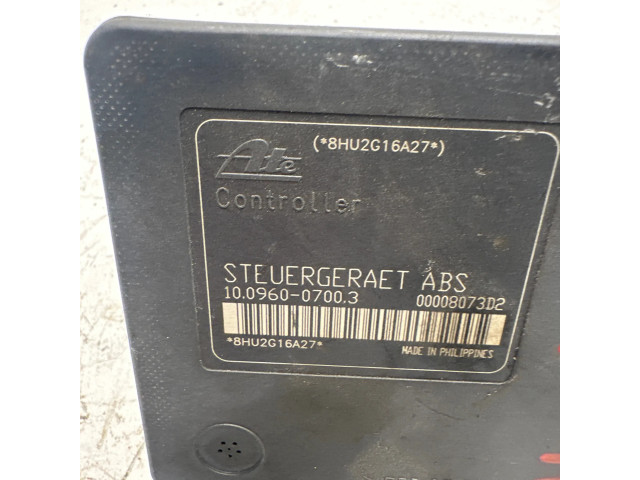 (*8HU2G16A27*)
Ate
Controller
STEUERGERAET ABS
10.0960-0700.3 00008073D2
*8HU2G16A27*
MADE IN PHILIPPINES